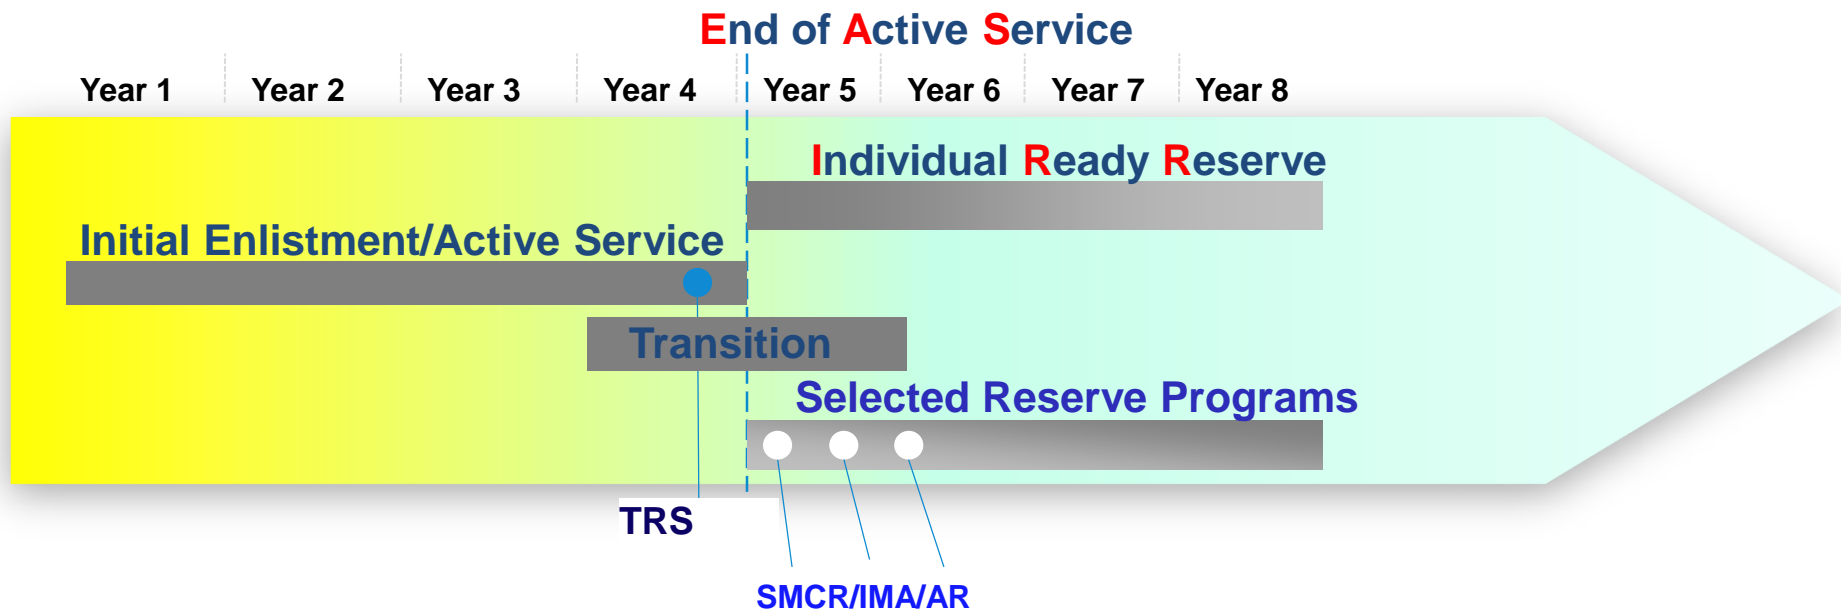 End of Active Service
Year 1 Year 2 Year 3 Year 4 Year 5 Year 6 Year 7 Year 8
Individual Ready Reserve
Initial Enlistment/Active Service
Transition
Selected Reserve Programs
TRS
SMCR/IMA/AR